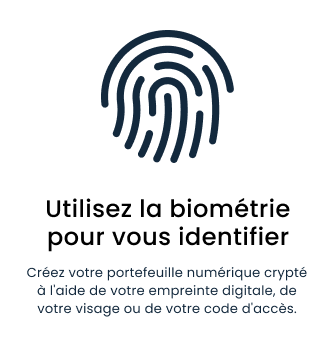 Utilisez la biométrie
pour vous identifier
Créez votre portefeuille numérique crypté
à l'aide de votre empreinte digitale, de
votre visage ou de votre code d'accès.